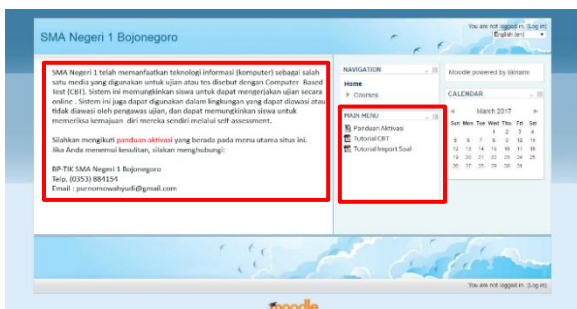 You are not logged in. (Log in)
English (en)
SMA Negeri 1 Bojonegoro
SMA Negeri 1 telah memanfaatkan teknologi informasi (komputer) sebagai salah
satu media yang digunakan untuk ujian atau tes disebut dengan Computer Based
Test (CBT). Sistem ini memungkinkan siswa untuk dapat mengerjakan ujian secara
online . Sistem ini juga dapat digunakan dalam lingkungan yang dapat diawasi atau
tidak diawasi oleh pengawas ujian, dan dapat memungkinkan siswa untuk
memeriksa kemajuan diri mereka sendiri melalui self assessment.
Silahkan mengikuti panduan aktivasi yang berada pada menu utama situs ini.
Jika Anda menemui kesulitan, silakan menghubungi:
BP-TIK SMA Negeri 1 Bojonegoro
Telp. (0353) 884154
Email : purnomowahyudi@gmail.com
NAVIGATION
Home
Courses
MAIN MENU
Panduan Aktivasi
Tutorial CBT
Tutorial Import Soal
Moodle powered by
CALENDAR
March 2017
Sun Mon Tue Wed Thu Fri Sat
1 2 3 4
5 6 7 8 9 10 11
12 13 14 15 16 17 18
19 20 21 22 23 24 25
26 27 28 29 30 31
You are not logged in. (Log in)
moodle